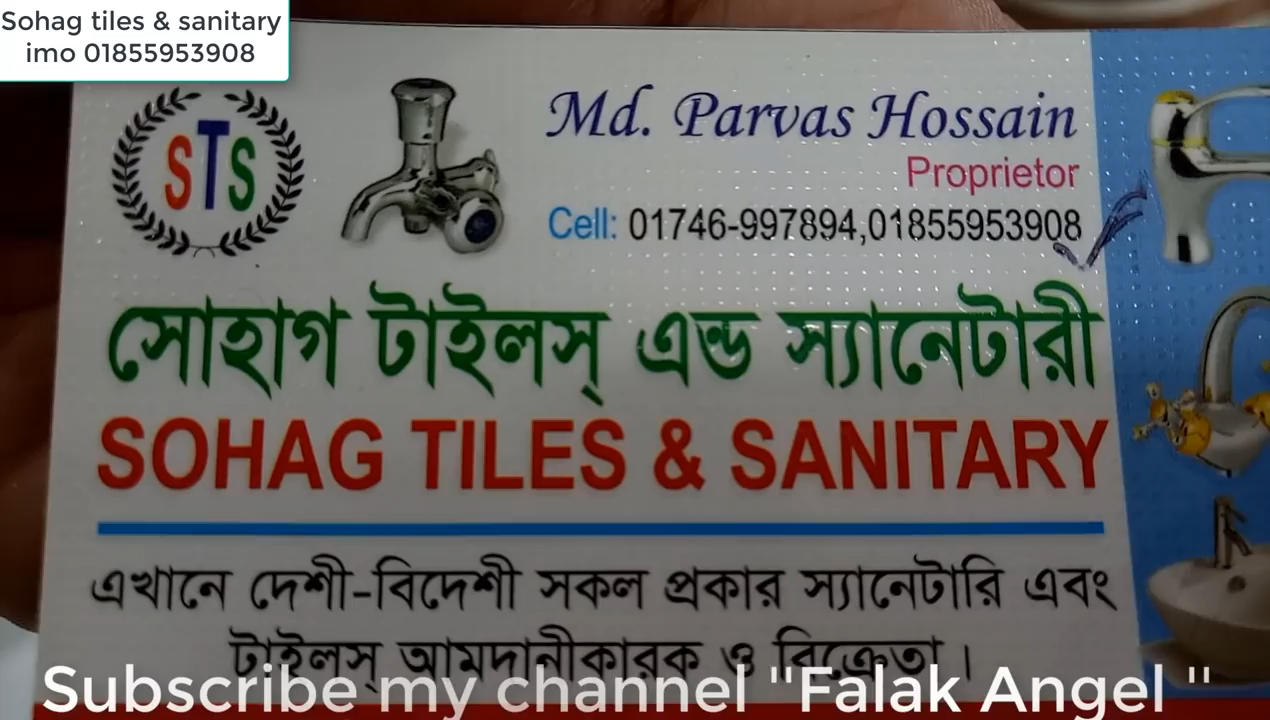 Sohag tiles & sanitary
imo 01855953908
STS
Md. Parvas Hossain
Proprietor
Cell: 01746-997894,01855953908
সোহাগ টাইলস্ এন্ড স্যানেটারী
SOHAG TILES & SANITARY
এখানে দেশী-বিদেশী সকল প্রকার স্যানেটারি এবং
টাইলস্ আমদানীকারক ও বিক্রেতা।
Subscribe my channel "Falak Angel "